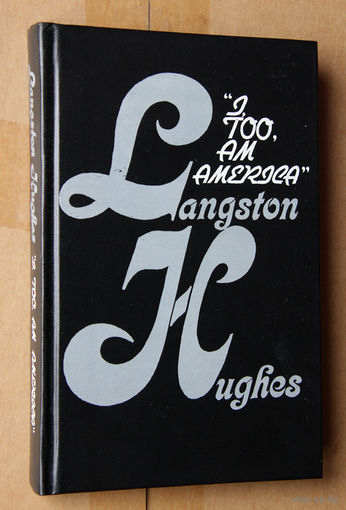 "I,
TOO,
AM
AMERICA"
Langston
Hughes
Langston Hughes "I, TOO, AM AMERICA"